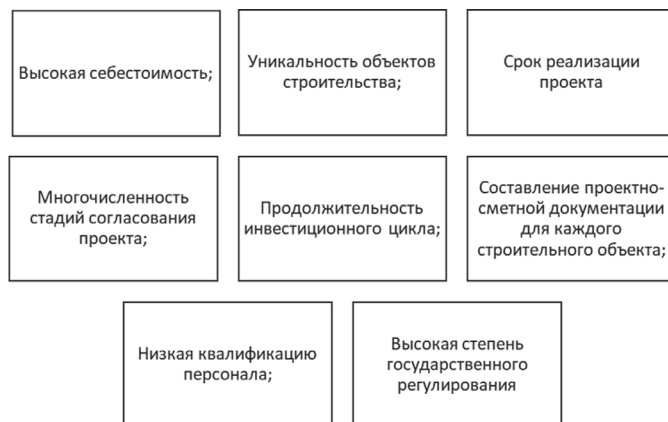 Высокая себестоимость;
Уникальность объектов
строительства;
Срок реализации
проекта
Многочисленность
стадий согласования
проекта;
Продолжительность
инвестиционного цикла;
Составление проектно-
сметной документации
для каждого
строительного объекта;
Низкая квалификацию
персонала;
Высокая степень
государственного
регулирования